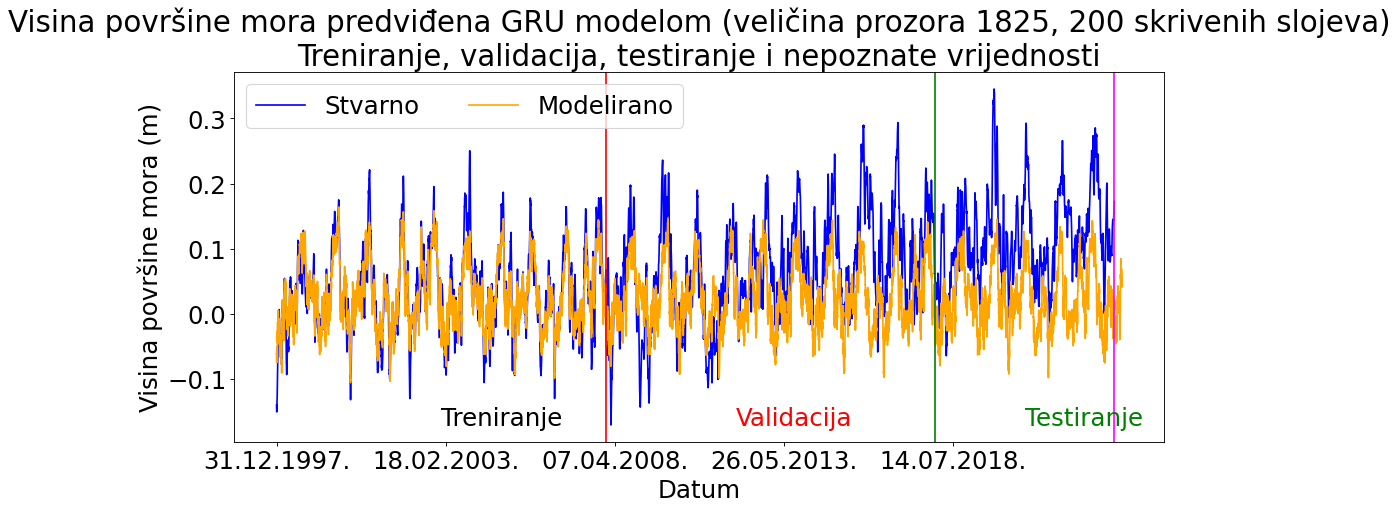 Visina površine mora predviđena GRU modelom (veličina prozora 1825, 200 skrivenih slojeva)
Treniranje, validacija, testiranje i nepoznate vrijednosti
Stvarno Modelirano
Visina površine mora (m)
0.3
0.2
0.1
0.0
−0.1
Treniranje Validacija Testiranje
31.12.1997. 18.02.2003. 07.04.2008. 26.05.2013. 14.07.2018.
Datum